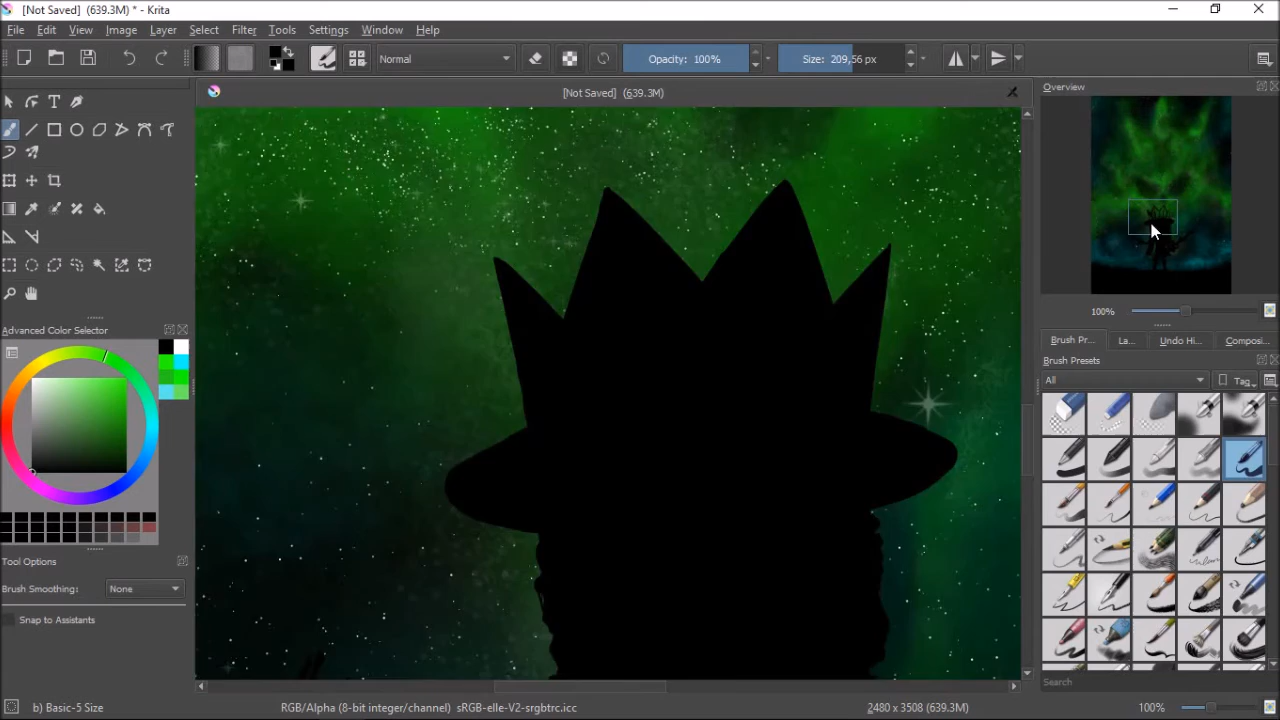 [Not Saved] (639.3M) * - Krita
File Edit View Image Layer Select Filter Tools Settings Window Help
Normal
Opacity: 100%
Size: 209,56 px
[Not Saved] (639.3M)
Overview
100%
Brush Pr... La... Undo Hi... Composi...
Brush Presets
All
Tag
Search
Advanced Color Selector
Tool Options
Brush Smoothing: None
Snap to Assistants
b) Basic-5 Size
RGB/Alpha (8-bit integer/channel) sRGB-elle-V2-srgbtrc.icc
2480 x 3508 (639.3M)
100%